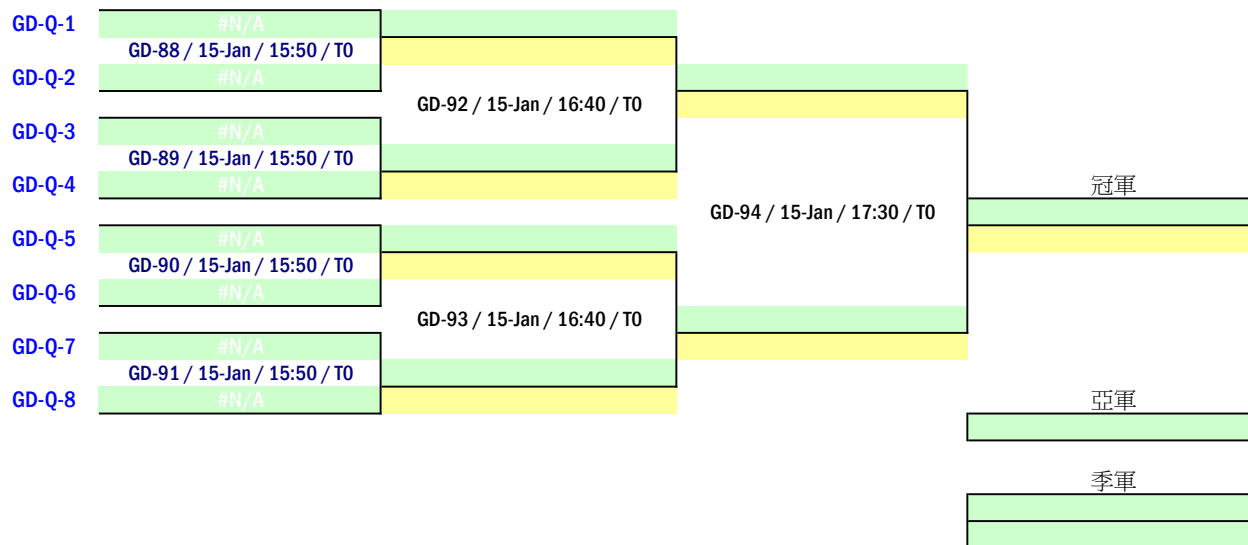 GD-Q-1
#N/A
GD-88 / 15-Jan / 15:50 / T0
GD-Q-2
#N/A
GD-92 / 15-Jan / 16:40 / T0
GD-Q-3
#N/A
GD-89 / 15-Jan / 15:50 / T0
GD-Q-4
#N/A
冠軍
GD-94 / 15-Jan / 17:30 / T0
GD-Q-5
#N/A
GD-90 / 15-Jan / 15:50 / T0
GD-Q-6
#N/A
GD-93 / 15-Jan / 16:40 / T0
GD-Q-7
#N/A
GD-91 / 15-Jan / 15:50 / T0
GD-Q-8
#N/A
亞軍
季軍